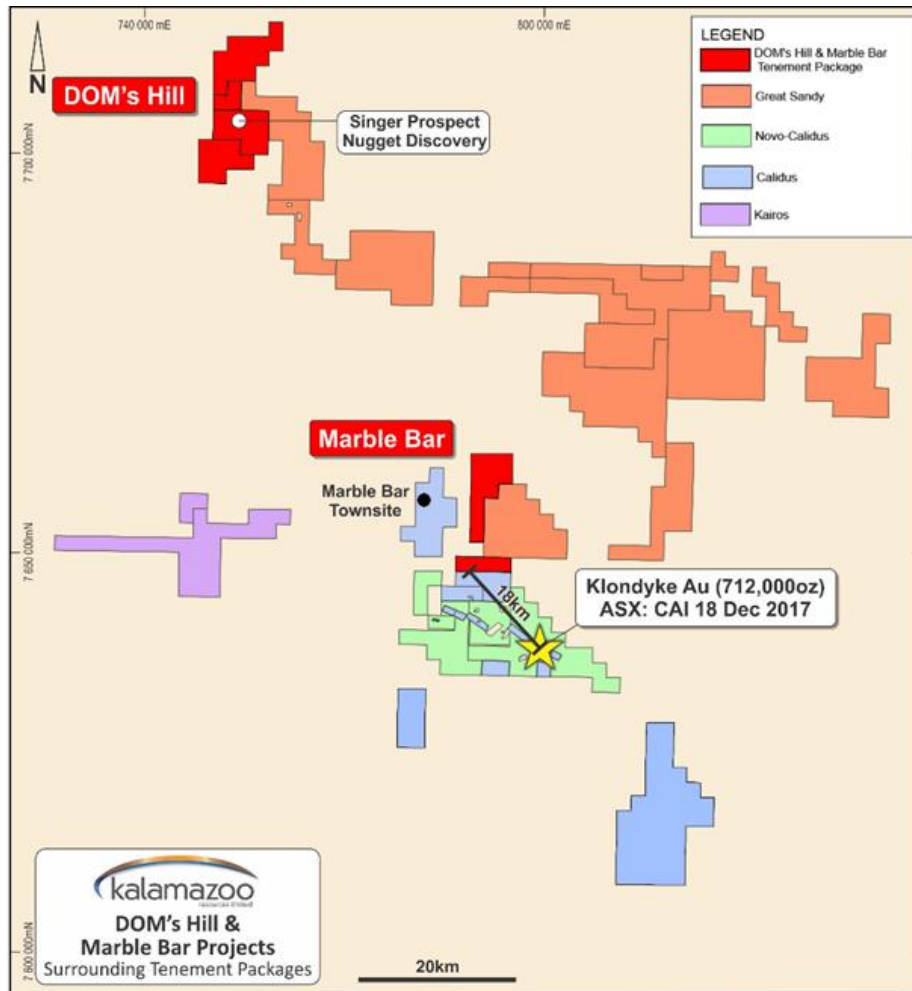 740 000 mE
800 000 mE
N
7 700 000mN
7 650 000mN
7 600 000mN
LEGEND
DOM's Hill & Marble Bar
Tenement Package
Great Sandy
Novo-Calidus
Calidus
Kairos
DOM's Hill
Singer Prospect
Nugget Discovery
Marble Bar
Marble Bar
Townsite
18km
Klondyke Au (712,000oz)
ASX: CAI 18 Dec 2017
kalamazoo
resources limited
DOM's Hill &
Marble Bar Projects
Surrounding Tenement Packages
20km